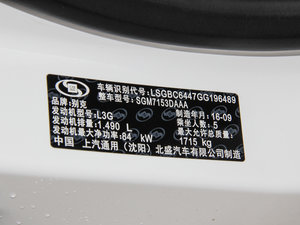 车辆识别代号: LSGBC6447GG196489
整车型号: SGM7153DAAA
品牌: 别克 制造年月: 16-09
发动机型号: L3G 乘坐人数: 5
发动机排量: 1.490 L 最大允许总质量:
发动机最大净功率: 84 kW 1715 kg
中国 上汽通用(沈阳)北盛汽车有限公司制造